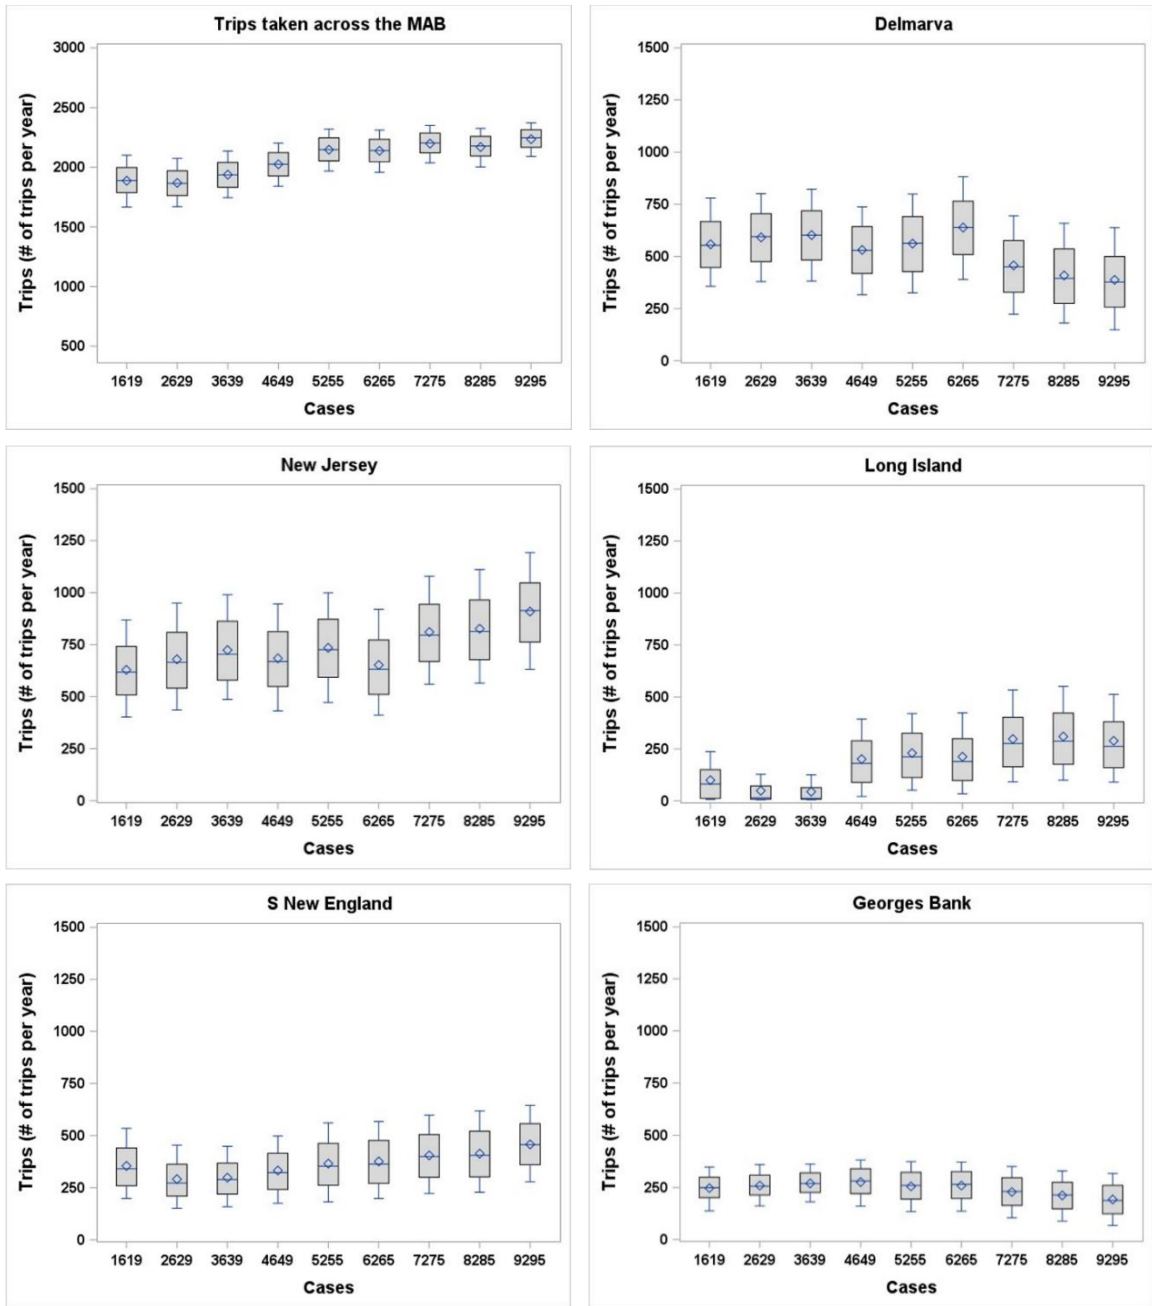 Trips taken across the MAB
Trips (# of trips per year)
3000
2500
2000
1500
1000
500
1619 2629 3639 4649 5255 6265 7275 8285 9295
Cases
Delmarva
Trips (# of trips per year)
1500
1250
1000
750
500
250
0
1619 2629 3639 4649 5255 6265 7275 8285 9295
Cases
New Jersey
Trips (# of trips per year)
1500
1250
1000
750
500
250
0
1619 2629 3639 4649 5255 6265 7275 8285 9295
Cases
Long Island
Trips (# of trips per year)
1500
1250
1000
750
500
250
0
1619 2629 3639 4649 5255 6265 7275 8285 9295
Cases
S New England
Trips (# of trips per year)
1500
1250
1000
750
500
250
0
1619 2629 3639 4649 5255 6265 7275 8285 9295
Cases
Georges Bank
Trips (# of trips per year)
1500
1250
1000
750
500
250
0
1619 2629 3639 4649 5255 6265 7275 8285 9295
Cases